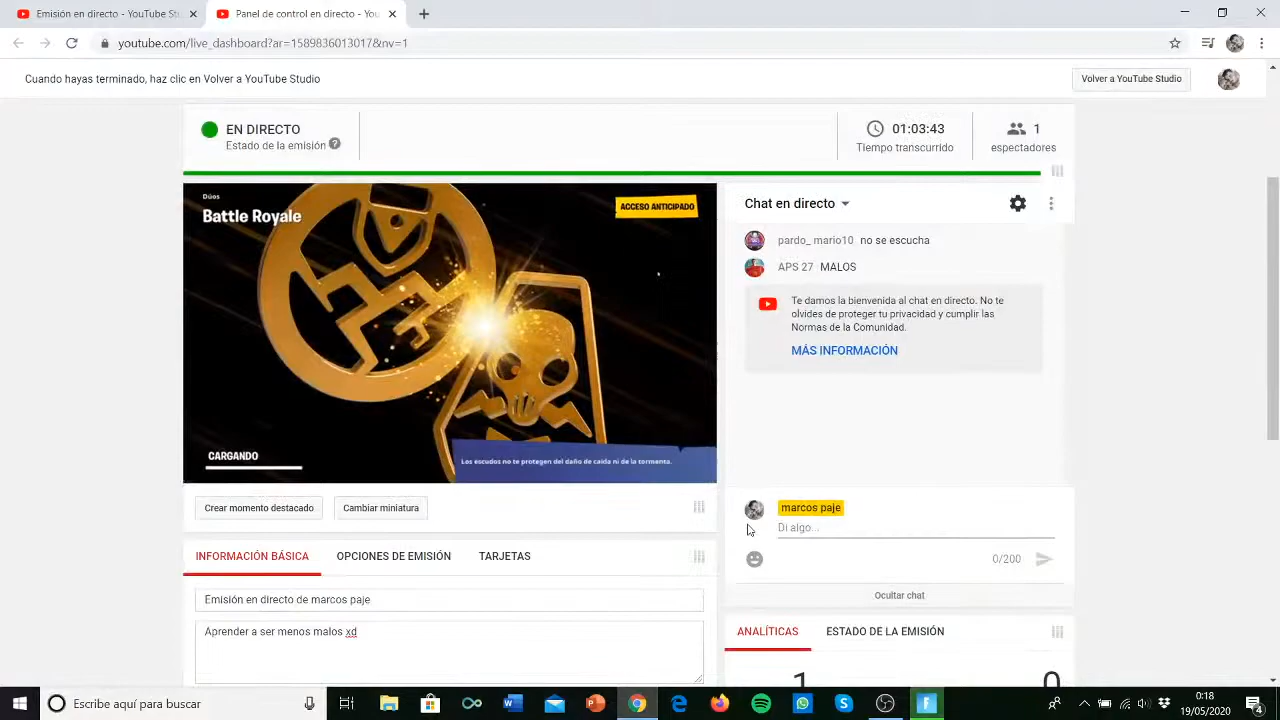 Emisión en directo - YouTube Stu
Panel de control en directo - You
youtube.com/live_dashboard?ar=1589836013017&nv=1
Cuando hayas terminado, haz clic en Volver a YouTube Studio
Volver a YouTube Studio
EN DIRECTO
Estado de la emisión
01:03:43
Tiempo transcurrido
1
espectadores
Dúos
Battle Royale
ACCESO ANTICIPADO
CARGANDO
Los escudos no te protegen del daño de caída ni de la tormenta.
Chat en directo
pardo_ mario10 no se escucha
APS 27 MALOS
Te damos la bienvenida al chat en directo. No te
olvides de proteger tu privacidad y cumplir las
Normas de la Comunidad.
MÁS INFORMACIÓN
marcos paje
Di algo...
0/200
Ocultar chat
Crear momento destacado
Cambiar miniatura
INFORMACIÓN BÁSICA
OPCIONES DE EMISIÓN
TARJETAS
Emisión en directo de marcos paje
Aprender a ser menos malos xd
ANALÍTICAS
ESTADO DE LA EMISIÓN
1
0
Escribe aquí para buscar
0:18
19/05/2020
4